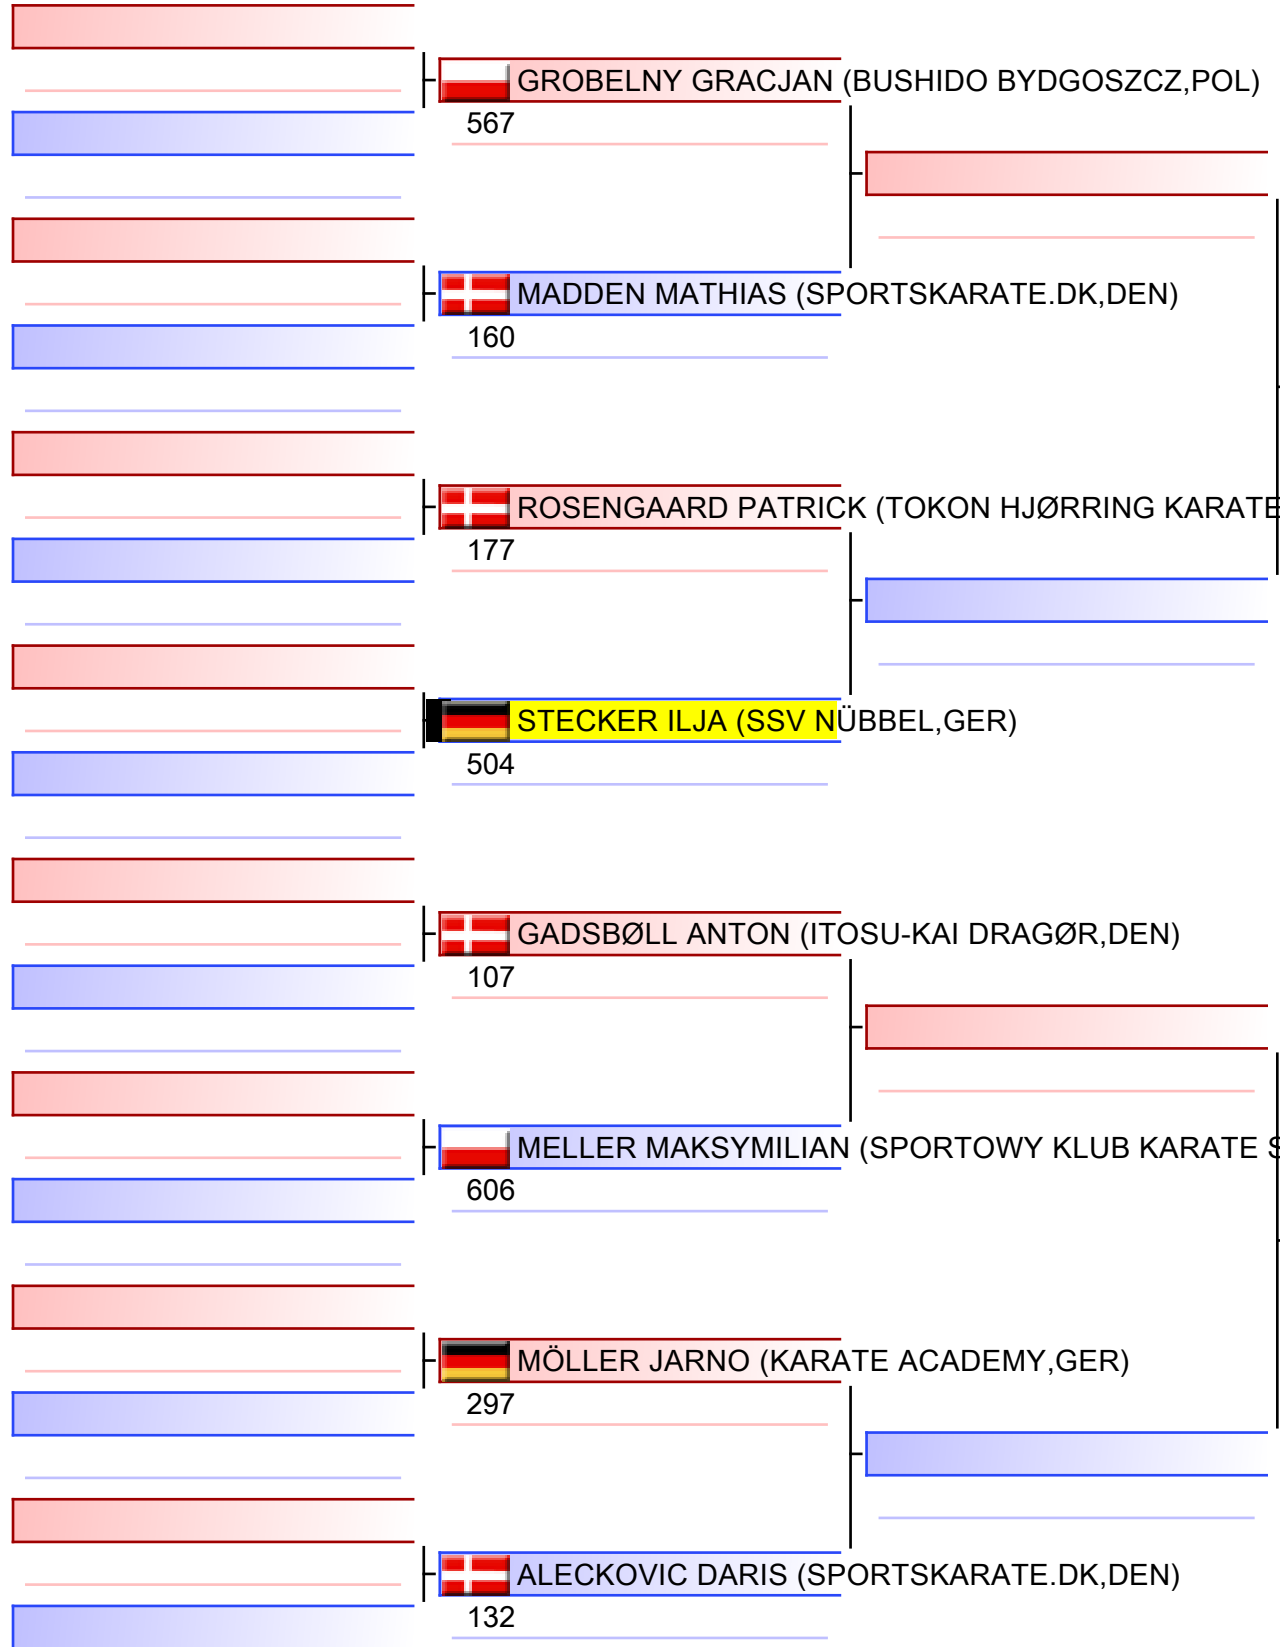 GROBELNY GRACJAN (BUSHIDO BYDGOSZCZ,POL)
567
MADDEN MATHIAS (SPORTSKARATE.DK,DEN)
160
ROSENGAARD PATRICK (TOKON HJØRRING KARATE
177
STECKER ILJA (SSV NÜBBEL,GER)
504
GADSBØLL ANTON (ITOSU-KAI DRAGØR,DEN)
107
MELLER MAKSYMILIAN (SPORTOWY KLUB KARATE
606
MÖLLER JARNO (KARATE ACADEMY,GER)
297
ALECKOVIC DARIS (SPORTSKARATE.DK,DEN)
132